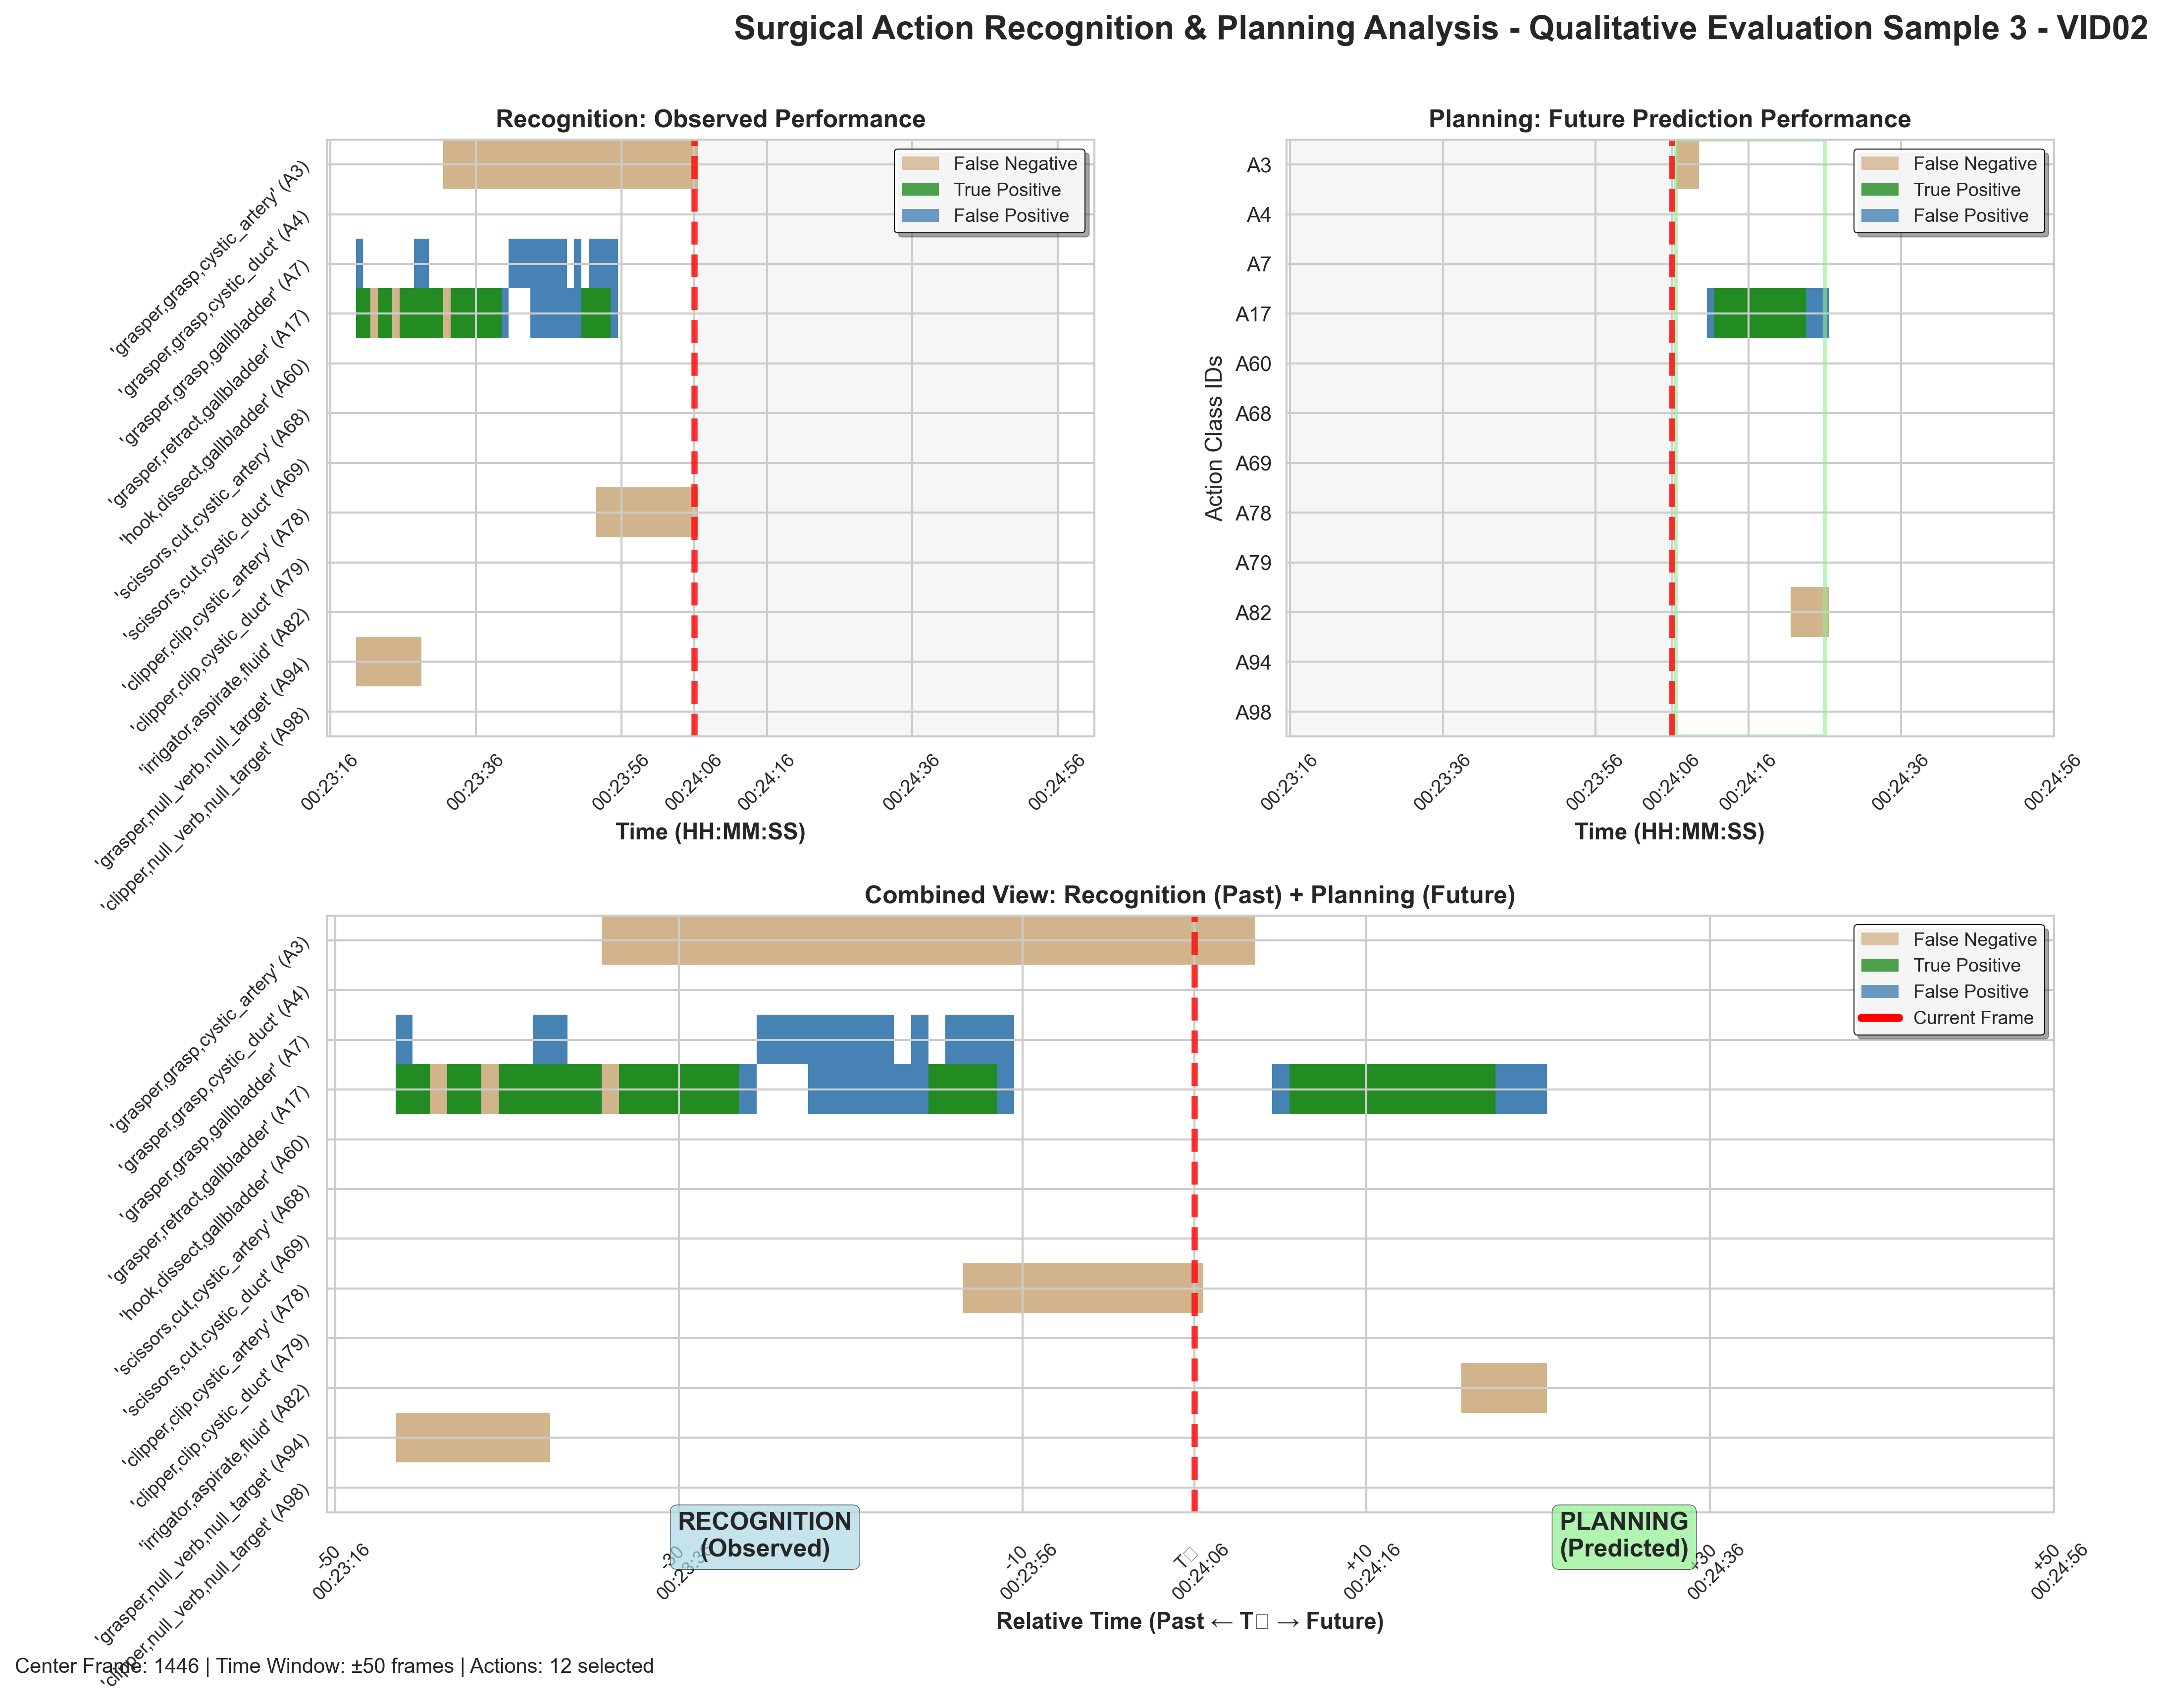 Surgical Action Recognition & Planning Analysis - Qualitative Evaluation Sample 3 - VID02
Recognition: Observed Performance
'grasper,grasp,cystic_artery' (A3)
'grasper,grasp,cystic_duct' (A4)
'grasper,grasp,gallbladder' (A7)
'grasper,retract,gallbladder' (A17)
'hook,dissect,gallbladder' (A60)
'scissors,cut,cystic_artery' (A68)
'scissors,cut,cystic_duct' (A69)
'clipper,clip,cystic_artery' (A78)
'clipper,clip,cystic_duct' (A79)
'irrigator,aspirate,fluid' (A82)
'grasper,null_verb,null_target' (A94)
'clipper,null_verb,null_target' (A98)
False Negative
True Positive
False Positive
00:23:16
00:23:36
00:23:56
00:24:06
00:24:16
00:24:36
00:24:56
Time (HH:MM:SS)
Planning: Future Prediction Performance
Action Class IDs
A3
A4
A7
A17
A60
A68
A69
A78
A79
A82
A94
A98
False Negative
True Positive
False Positive
00:23:16
00:23:36
00:23:56
00:24:06
00:24:16
00:24:36
00:24:56
Time (HH:MM:SS)
Combined View: Recognition (Past) + Planning (Future)
'grasper,grasp,cystic_artery' (A3)
'grasper,grasp,cystic_duct' (A4)
'grasper,grasp,gallbladder' (A7)
'grasper,retract,gallbladder' (A17)
'hook,dissect,gallbladder' (A60)
'scissors,cut,cystic_artery' (A68)
'scissors,cut,cystic_duct' (A69)
'clipper,clip,cystic_artery' (A78)
'clipper,clip,cystic_duct' (A79)
'irrigator,aspirate,fluid' (A82)
'grasper,null_verb,null_target' (A94)
'clipper,null_verb,null_target' (A98)
False Negative
True Positive
False Positive
Current Frame
RECOGNITION
(Observed)
PLANNING
(Predicted)
-50
00:23:16
-30
00:23:36
-10
00:23:56
T□
00:24:06
+10
00:24:16
+30
00:24:36
+50
00:24:56
Relative Time (Past ← T□ → Future)
Center Frame: 1446 | Time Window: ±50 frames | Actions: 12 selected